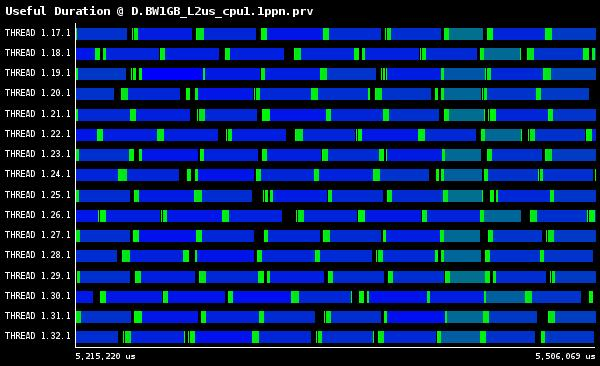 Useful Duration @ D.BW1GB_L2us_cpu1.1ppn.prv
THREAD 1.17.1
THREAD 1.18.1
THREAD 1.19.1
THREAD 1.20.1
THREAD 1.21.1
THREAD 1.22.1
THREAD 1.23.1
THREAD 1.24.1
THREAD 1.25.1
THREAD 1.26.1
THREAD 1.27.1
THREAD 1.28.1
THREAD 1.29.1
THREAD 1.30.1
THREAD 1.31.1
THREAD 1.32.1
5,215,220 us 5,506,069 us